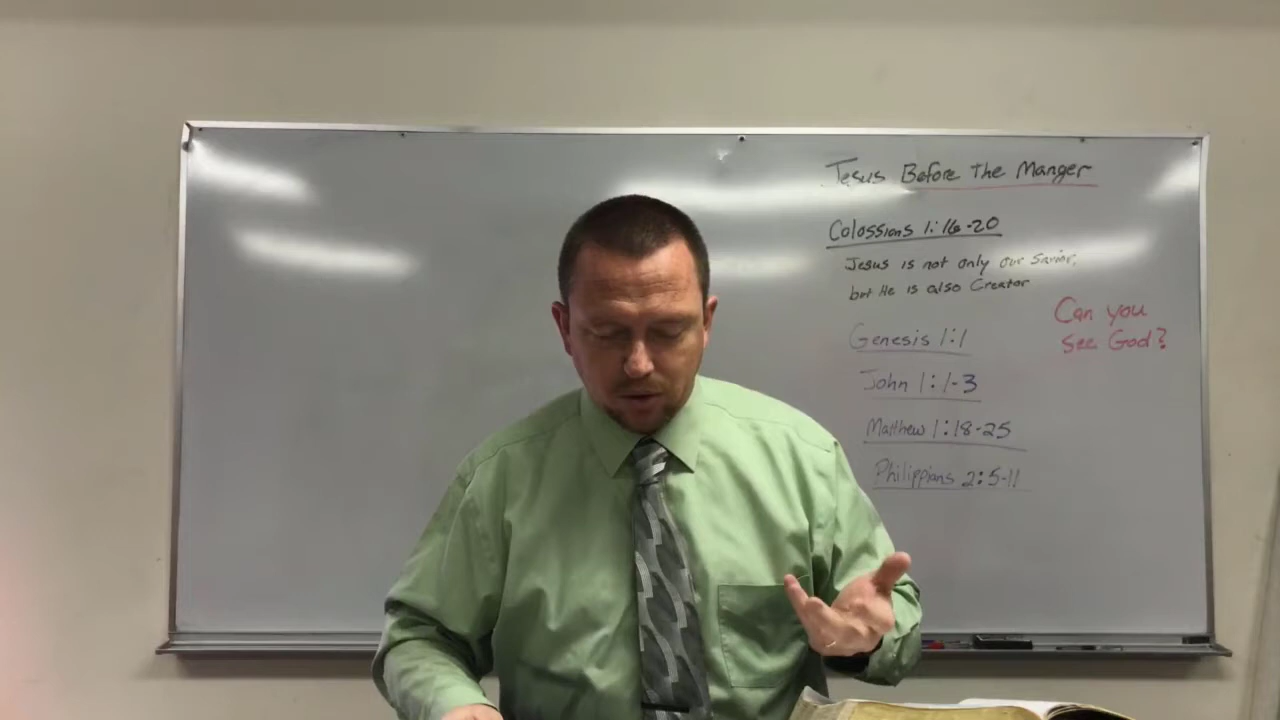 Jesus Before the Manger
Colossians 1:16-20
Jesus is not only our Savior,
but He is also Creator
Can you
see God?
Genesis 1:1
John 1:1-3
Matthew 1:18-25
Philippians 2:5-11